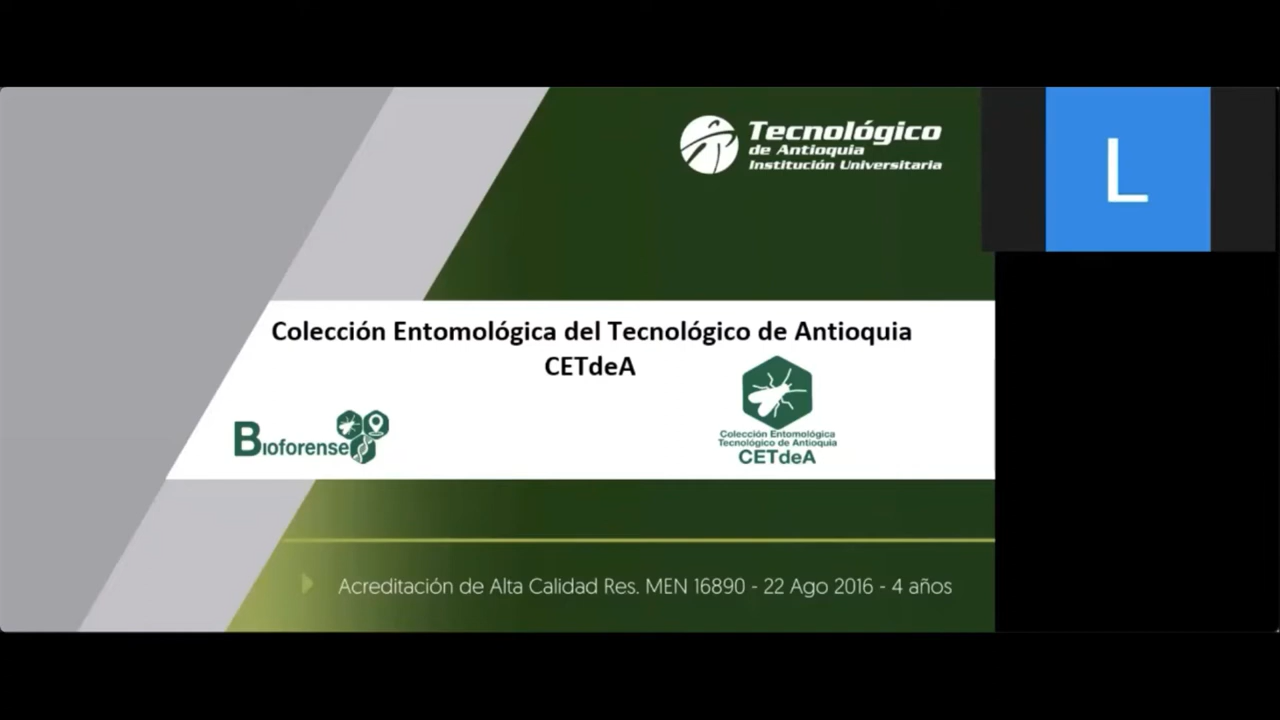 Tecnológico
de Antioquia
Institución Universitaria
L
Colección Entomológica del Tecnológico de Antioquia
CETdeA
Bioforense
Colección Entomológica
Tecnológico de Antioquia
CETdeA
Acreditación de Alta Calidad Res. MEN 16890 - 22 Ago 2016 - 4 años